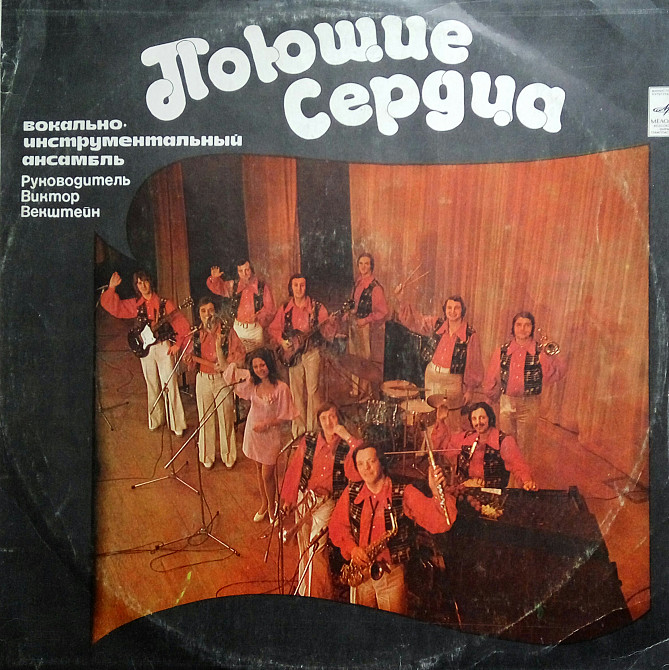 Поющие
Сердца
вокально-
инструментальный
ансамбль
Руководитель
Виктор
Векштейн